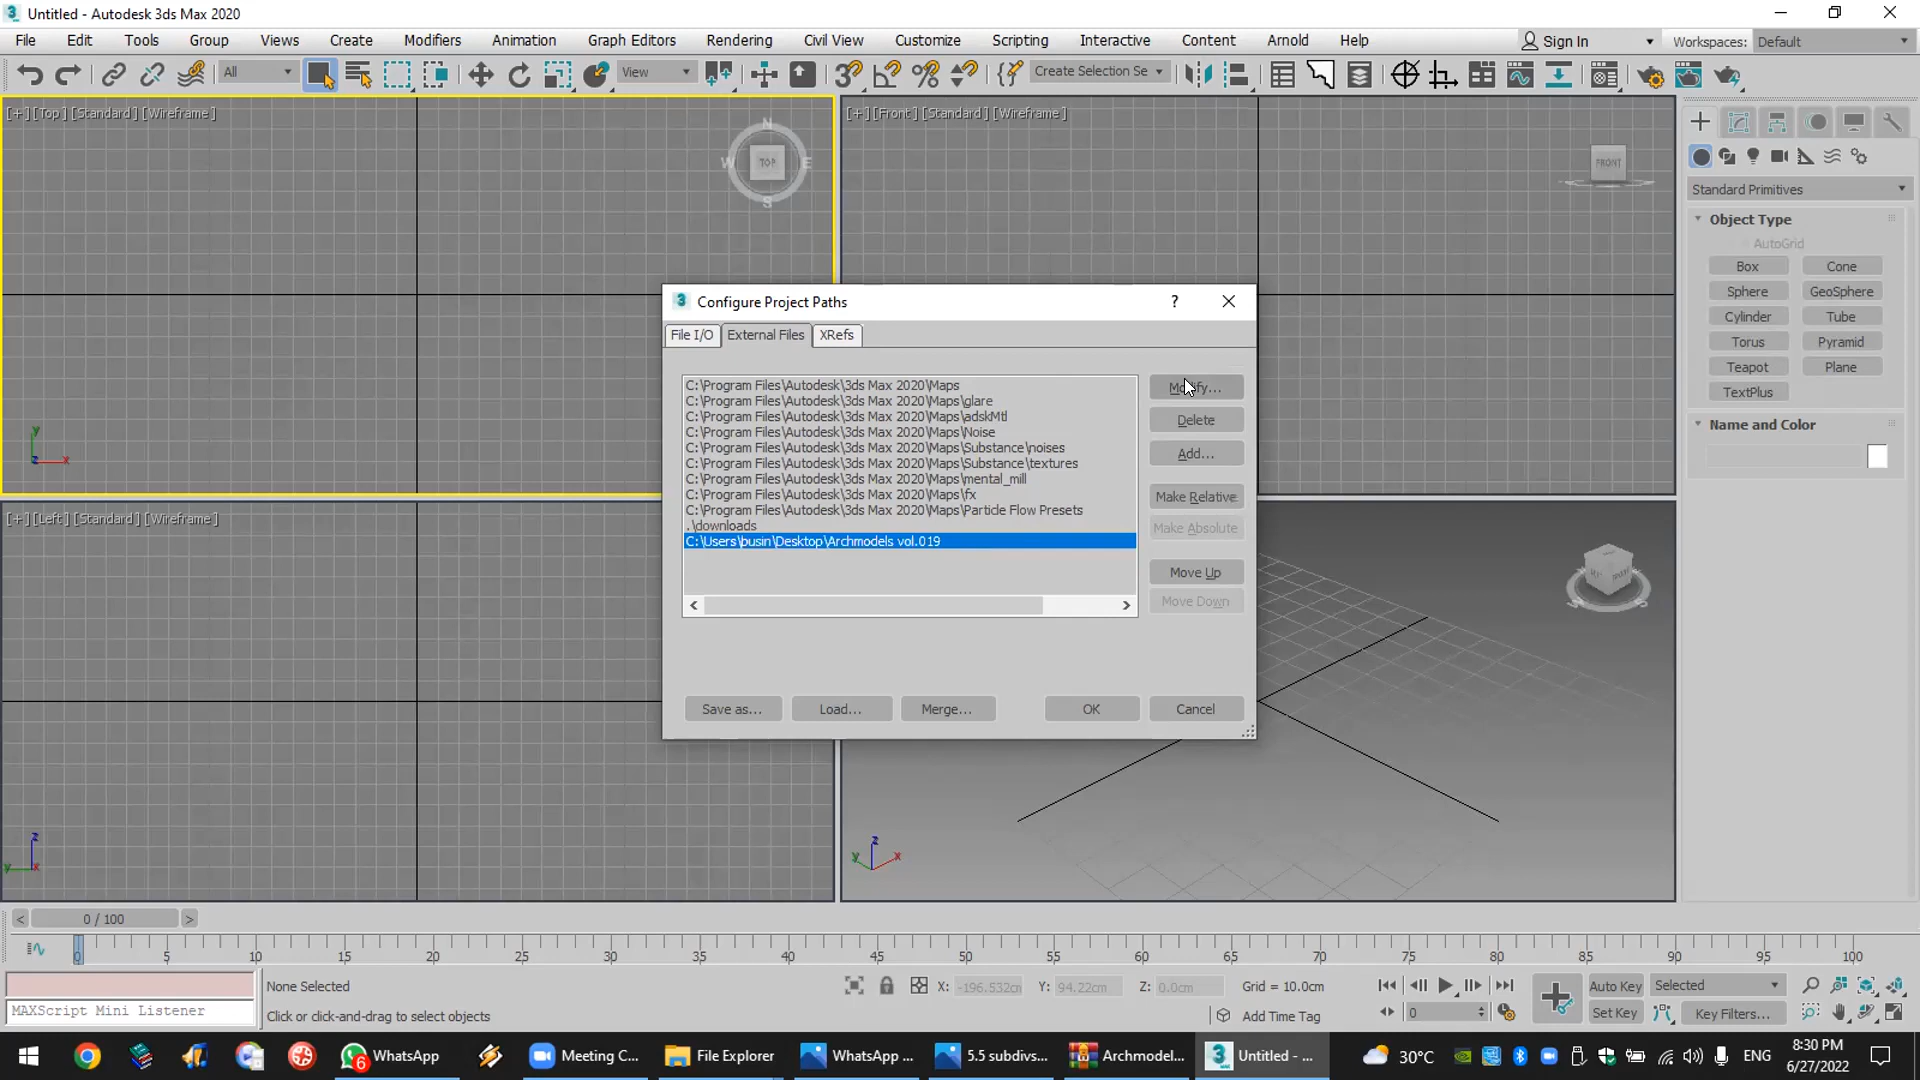 Untitled - Autodesk 3ds Max 2020
File Edit Tools Group Views Create Modifiers Animation Graph Editors Rendering Civil View Customize Scripting Interactive Content Arnold Help Sign In Workspaces: Default
All View Create Selection Se
[+] [Top] [Standard] [Wireframe]
N
W TOP E
S
y
z x
[+] [Front] [Standard] [Wireframe]
FRONT
Standard Primitives
Object Type
AutoGrid
Box Cone
Sphere GeoSphere
Cylinder Tube
Torus Pyramid
Teapot Plane
TextPlus
Name and Color
3 Configure Project Paths ?
File I/O External Files XRefs
C:\Program Files\Autodesk\3ds Max 2020\Maps
C:\Program Files\Autodesk\3ds Max 2020\Maps\glare
C:\Program Files\Autodesk\3ds Max 2020\Maps\adskMtl
C:\Program Files\Autodesk\3ds Max 2020\Maps\Noise
C:\Program Files\Autodesk\3ds Max 2020\Maps\Substance\noises
C:\Program Files\Autodesk\3ds Max 2020\Maps\Substance\textures
C:\Program Files\Autodesk\3ds Max 2020\Maps\mental_mill
C:\Program Files\Autodesk\3ds Max 2020\Maps\fx
C:\Program Files\Autodesk\3ds Max 2020\Maps\Particle Flow Presets
.\downloads
C:\Users\busin\Desktop\Archmodels vol.019
Modify...
Delete
Add...
Make Relative
Make Absolute
Move Up
Move Down
Save as... Load... Merge... OK Cancel
[+] [Left] [Standard] [Wireframe]
z
y x
z
y x
< 0 / 100 >
0 5 10 15 20 25 30 35 40 45 50 55 60 65 70 75 80 85 90 95 100
None Selected X: -196.532cm Y: 94.22cm Z: 0.0cm Grid = 10.0cm Auto Key Selected
MAXScript Mini Listener Click or click-and-drag to select objects Add Time Tag 0 Set Key Key Filters...
6 WhatsApp Meeting C... File Explorer WhatsApp ... 5.5 subdivs... Archmodel... 3 Untitled - ... 30°C ENG 8:30 PM
6/27/2022